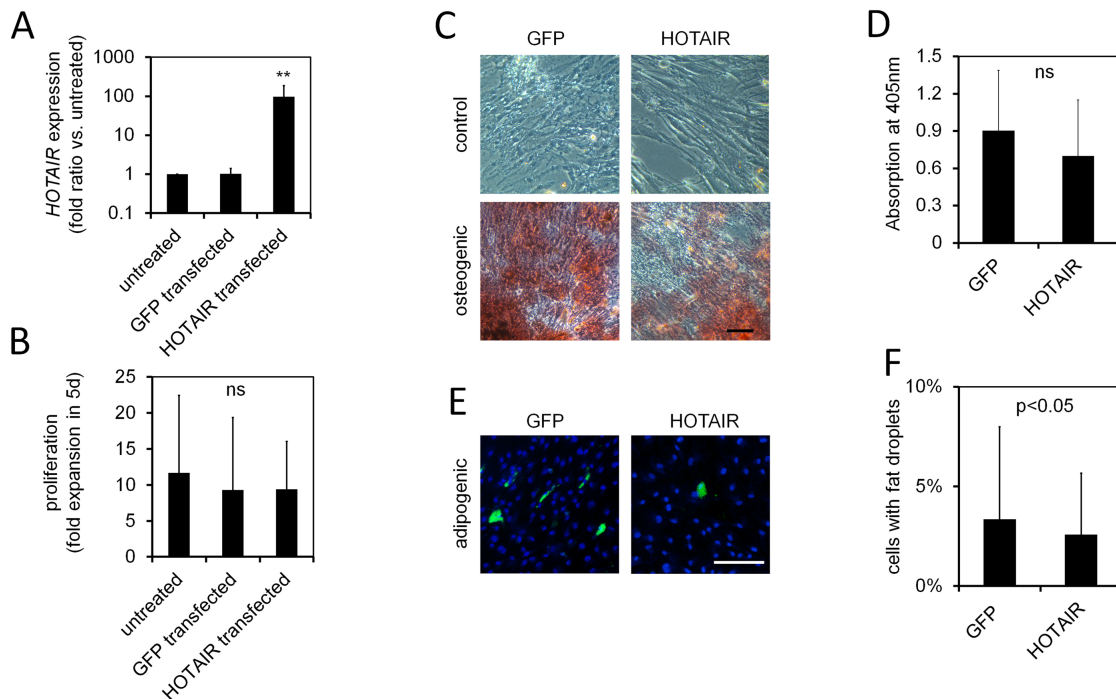 A
HOTAIR expression
(fold ratio vs. untreated)
1000
100
10
1
0.1
**
untreated
GFP transfected
HOTAIR transfected
B
proliferation
(fold expansion in 5d)
25
20
15
10
5
0
ns
untreated
GFP transfected
HOTAIR transfected
C
GFP
HOTAIR
control
osteogenic
D
Absorption at 405nm
1.5
1.2
0.9
0.6
0.3
0
ns
GFP
HOTAIR
E
GFP
HOTAIR
adipogenic
F
cells with fat droplets
10%
5%
0%
p<0.05
GFP
HOTAIR